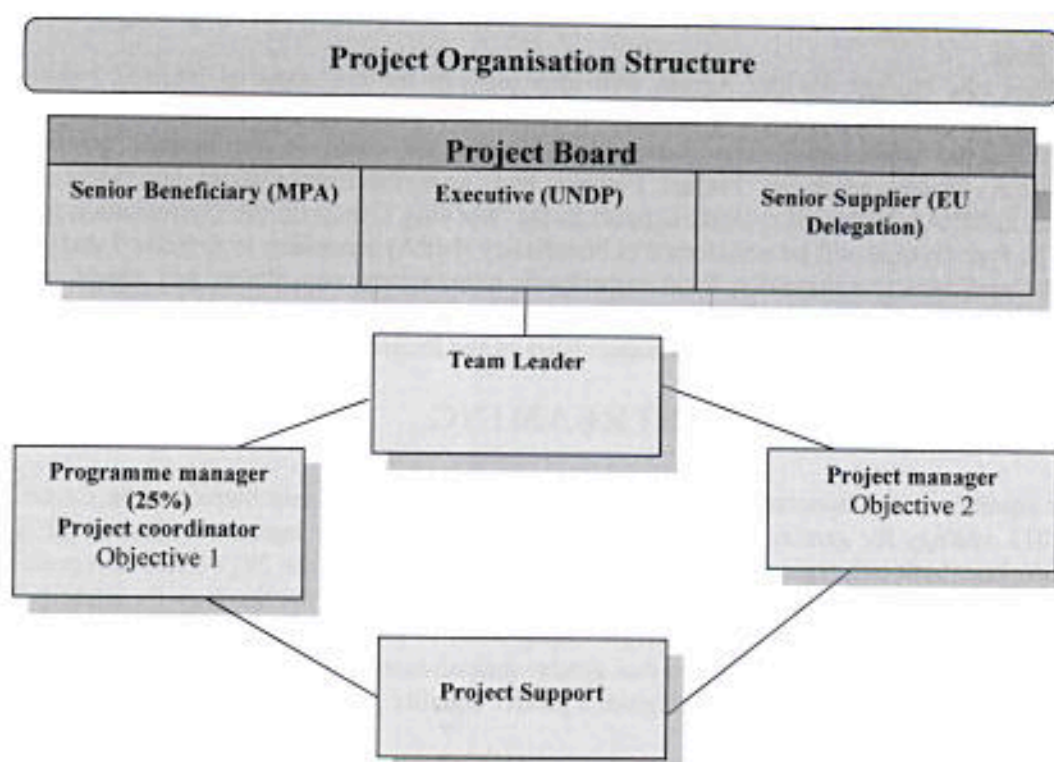 Project Organisation Structure
Project Board
Senior Beneficiary (MPA)
Executive (UNDP)
Senior Supplier (EU
Delegation)
Team Leader
Programme manager
(25%)
Project coordinator
Objective 1
Project manager
Objective 2
Project Support